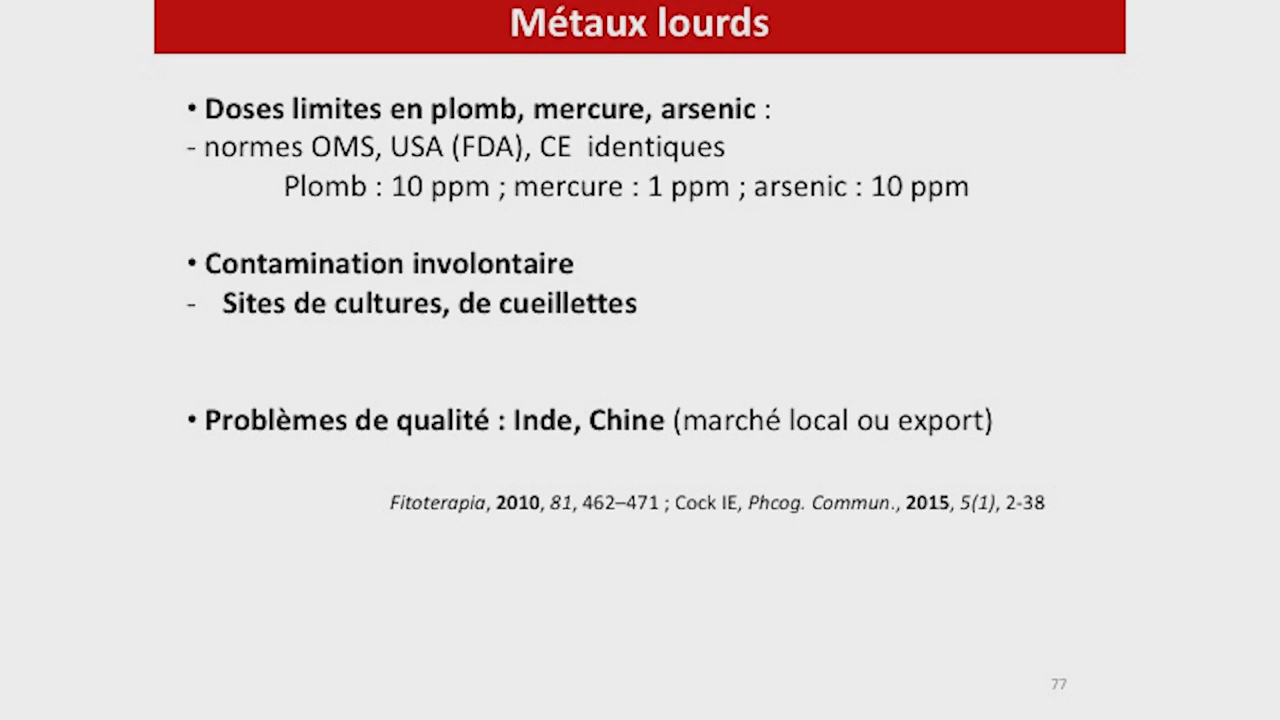 Métaux lourds
• Doses limites en plomb, mercure, arsenic :
- normes OMS, USA (FDA), CE identiques
Plomb : 10 ppm ; mercure : 1 ppm ; arsenic : 10 ppm
• Contamination involontaire
- Sites de cultures, de cueillettes
• Problèmes de qualité : Inde, Chine (marché local ou export)
Fitoterapia, 2010, 81, 462–471 ; Cock IE, Phcog. Commun., 2015, 5(1), 2-38
77